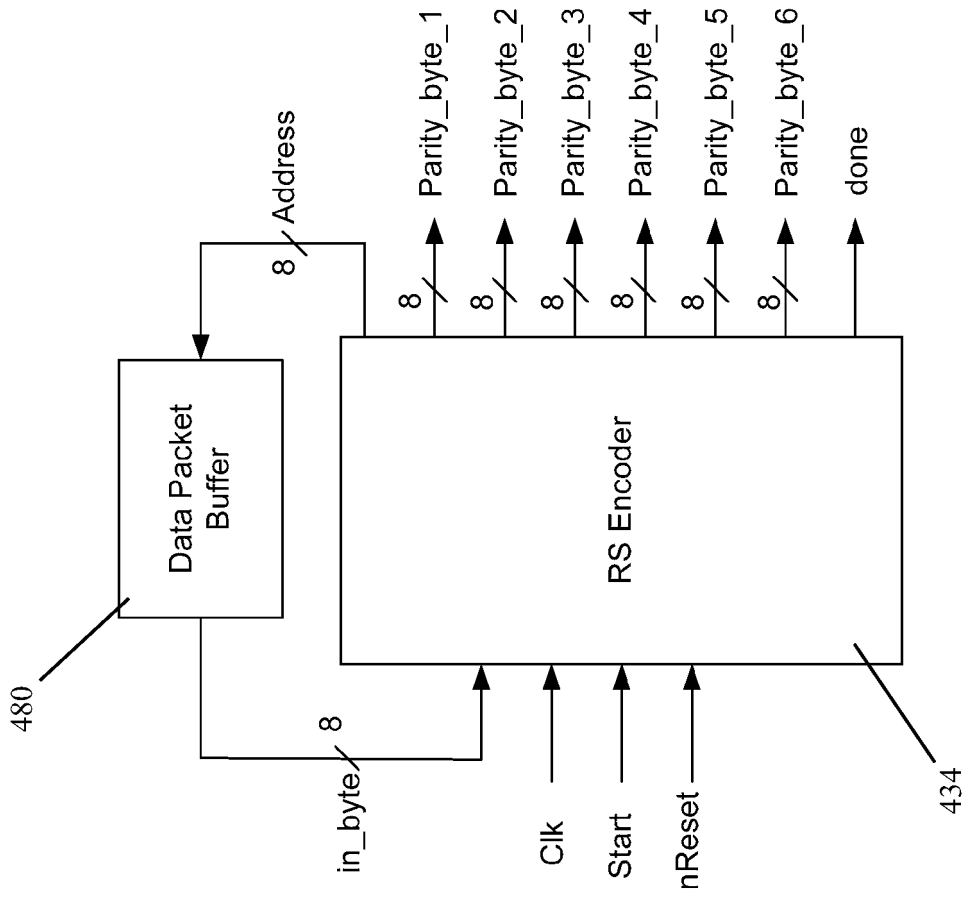 480
Data Packet
Buffer
8
Address
in_byte
8
Clk
Start
nReset
RS Encoder
434
8
Parity_byte_1
8
Parity_byte_2
8
Parity_byte_3
8
Parity_byte_4
8
Parity_byte_5
8
Parity_byte_6
done